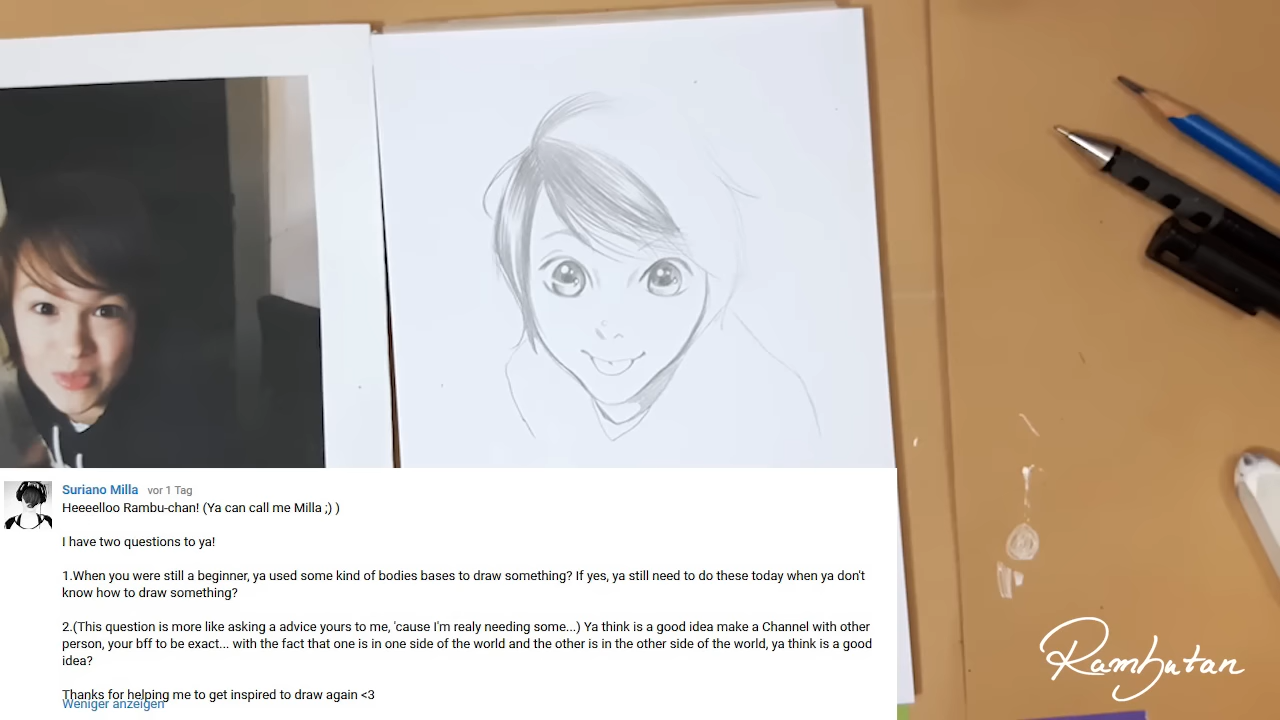 Suriano Milla vor 1 Tag
Heeeelloo Rambu-chan! (Ya can call me Milla ;) )
I have two questions to ya!
1.When you were still a beginner, ya used some kind of bodies bases to draw something? If yes, ya still need to do these today when ya don't
know how to draw something?
2.(This question is more like asking a advice yours to me, 'cause I'm realy needing some...) Ya think is a good idea make a Channel with other
person, your bff to be exact... with the fact that one is in one side of the world and the other is in the other side of the world, ya think is a good
idea?
Thanks for helping me to get inspired to draw again <3
Weniger anzeigen
Rambutan